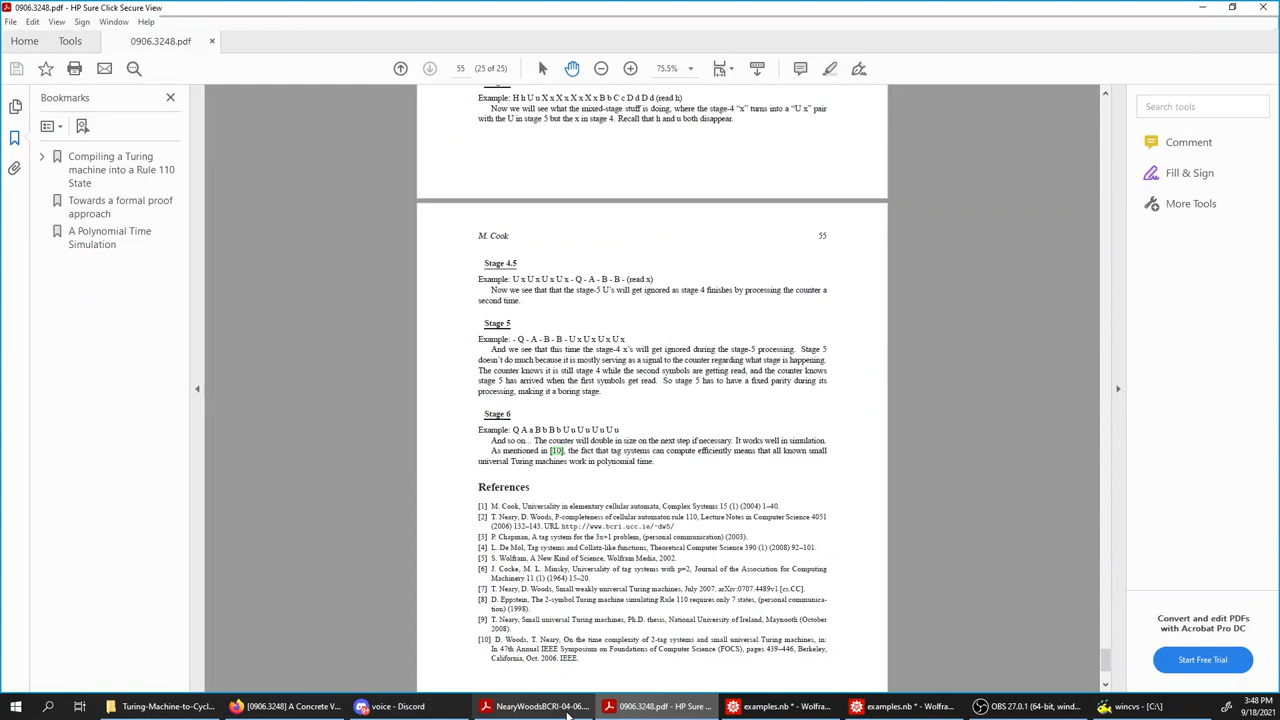 0906.3248.pdf - HP Sure Click Secure View
File Edit View Sign Window Help
Home Tools 0906.3248.pdf
55 (25 of 25) 75.5%
Bookmarks
Compiling a Turing
machine into a Rule 110
State
Towards a formal proof
approach
A Polynomial Time
Simulation
Example: H h U u X x X x X x X x B b C c D d D d (read h)
Now we will see what the mixed-stage stuff is doing, where the stage-4 “x” turns into a “U x” pair
with the U in stage 5 but the x in stage 4. Recall that h and u both disappear.
M. Cook 55
Stage 4.5
Example: U x U x U x U x - Q - A - B - B - (read x)
Now we see that that the stage-5 U’s will get ignored as stage 4 finishes by processing the counter a
second time.
Stage 5
Example: - Q - A - B - B - U x U x U x U x
And we see that this time the stage-4 x’s will get ignored during the stage-5 processing. Stage 5
doesn’t do much because it is mostly serving as a signal to the counter regarding what stage is happening.
The counter knows it is still stage 4 while the second symbols are getting read, and the counter knows
stage 5 has arrived when the first symbols get read. So stage 5 has to have a fixed parity during its
processing, making it a boring stage.
Stage 6
Example: Q A a B b B b U u U u U u U u
And so on... The counter will double in size on the next step if necessary. It works well in simulation.
As mentioned in [10], the fact that tag systems can compute efficiently means that all known small
universal Turing machines work in polynomial time.
References
[1] M. Cook, Universality in elementary cellular automata, Complex Systems 15 (1) (2004) 1–40.
[2] T. Neary, D. Woods, P-completeness of cellular automaton rule 110, Lecture Notes in Computer Science 4051
(2006) 132–143. URL http://www.bcri.ucc.ie/~dw5/
[3] P. Chapman, A tag system for the 3x+1 problem, (personal communication) (2003).
[4] L. De Mol, Tag systems and Collatz-like functions, Theoretical Computer Science 390 (1) (2008) 92–101.
[5] S. Wolfram, A New Kind of Science, Wolfram Media, 2002.
[6] J. Cocke, M. L. Minsky, Universality of tag systems with p=2, Journal of the Association for Computing
Machinery 11 (1) (1964) 15–20.
[7] T. Neary, D. Woods, Small weakly universal Turing machines, July 2007. arXiv:0707.4489v1 [cs.CC].
[8] D. Eppstein, The 2-symbol Turing machine simulating Rule 110 requires only 7 states, (personal communica-
tion) (1998).
[9] T. Neary, Small universal Turing machines, Ph.D. thesis, National University of Ireland, Maynooth (October
2008).
[10] D. Woods, T. Neary, On the time complexity of 2-tag systems and small universal Turing machines, in:
In 47th Annual IEEE Symposium on Foundations of Computer Science (FOCS), pages 439–446, Berkeley,
California, Oct. 2006. IEEE.
Search tools
Comment
Fill & Sign
More Tools
Convert and edit PDFs
with Acrobat Pro DC
Start Free Trial
Turing-Machine-to-Cycl... [0906.3248] A Concrete V... voice - Discord NearyWoodsBCRI-04-06.... 0906.3248.pdf - HP Sure ... examples.nb * - Wolfra... examples.nb * - Wolfra... OBS 27.0.1 (64-bit, wind... wincvs - [C:\] 3:48 PM
9/18/2021